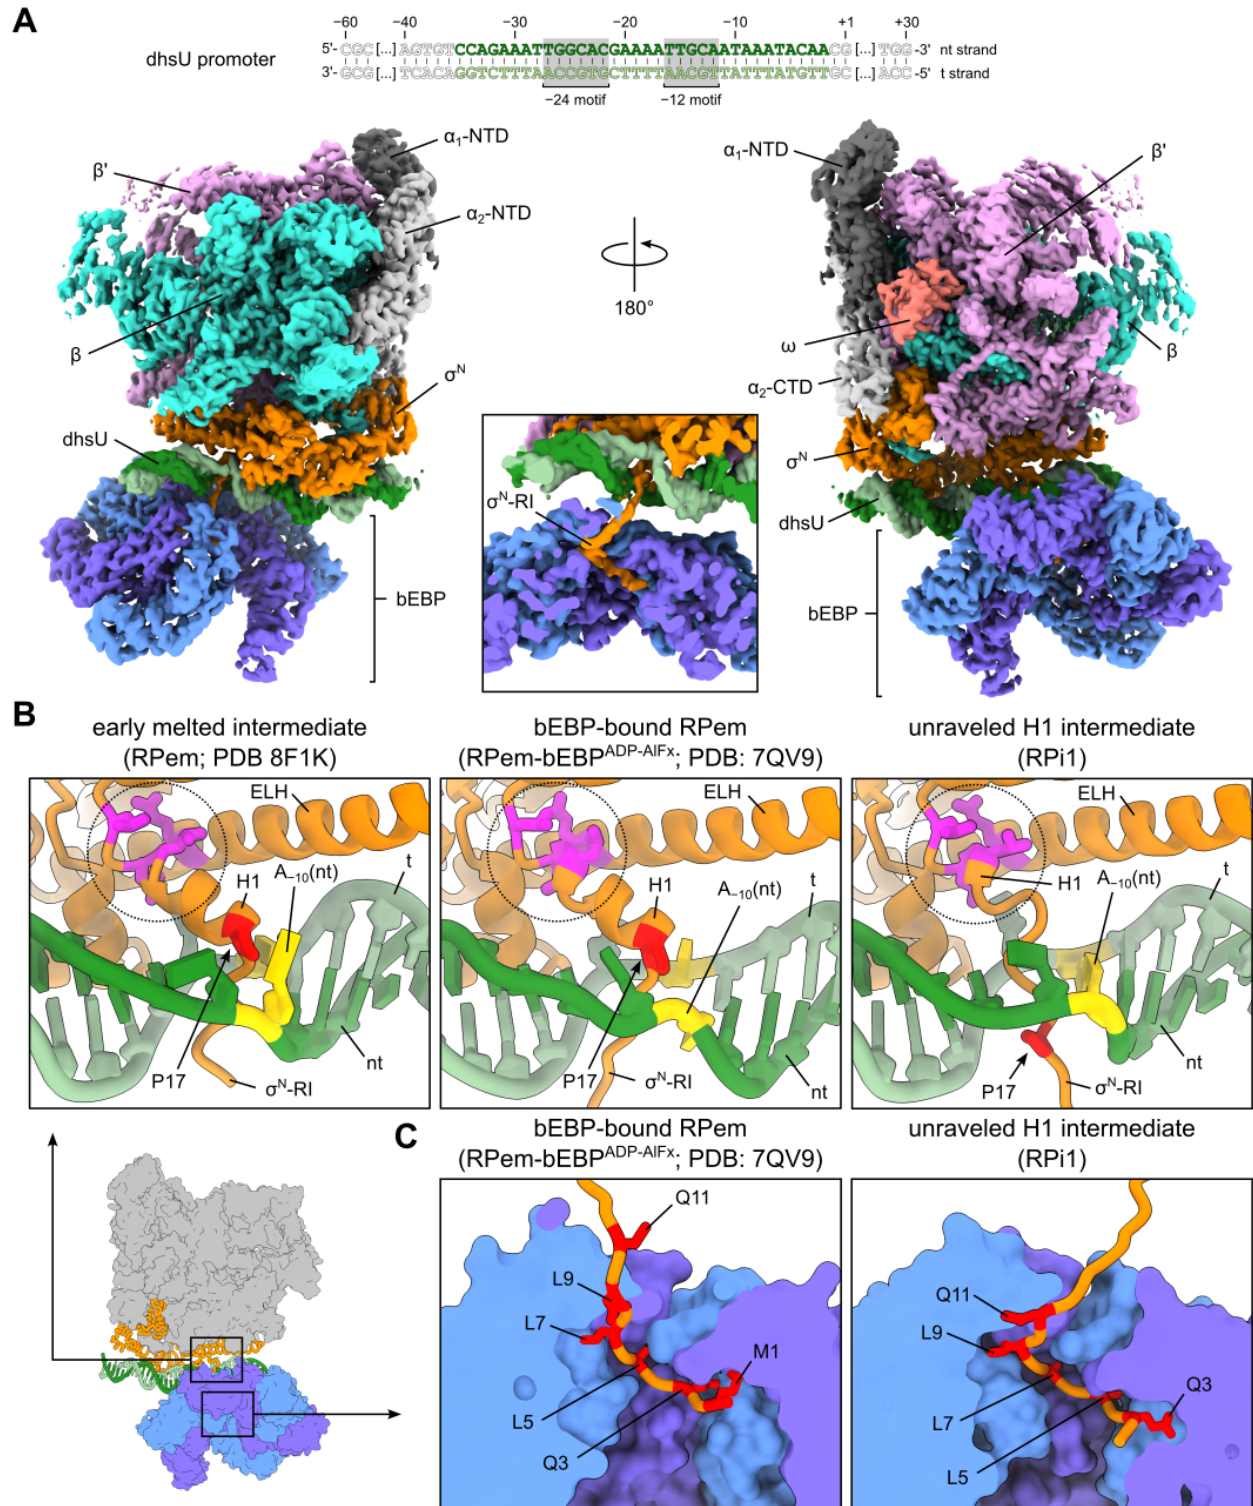 A
−60 −40 −30 −20 −10 +1 +30
dhsU promoter
5'- CGC [...] AGTGTCCAGAAATTGGCACGAAAATTGCAATAAATACAACG [...] TGG -3' nt strand
3'- GCG [...] TCACAGGTCTTTAACCGTGCTTTTAACGTTATTTATGTTGC [...] ACC -5' t strand
−24 motif −12 motif
α₁-NTD
β'
α₂-NTD
β
σᴺ
dhsU
bEBP
180°
σᴺ-RI
α₁-NTD
β'
ω
β
α₂-CTD
σᴺ
dhsU
bEBP
B
early melted intermediate
(RPem; PDB 8F1K)
ELH
t
H1
A₋₁₀(nt)
P17
nt
σᴺ-RI
bEBP-bound RPem
(RPem-bEBPᴬᴰᴾ⁻ᴬˡᶠˣ; PDB: 7QV9)
ELH
t
H1
A₋₁₀(nt)
P17
nt
σᴺ-RI
unraveled H1 intermediate
(RPi1)
ELH
t
H1
A₋₁₀(nt)
P17
nt
σᴺ-RI
C
bEBP-bound RPem
(RPem-bEBPᴬᴰᴾ⁻ᴬˡᶠˣ; PDB: 7QV9)
Q11
L9
L7
M1
L5
Q3
unraveled H1 intermediate
(RPi1)
Q11
L9
Q3
L7
L5